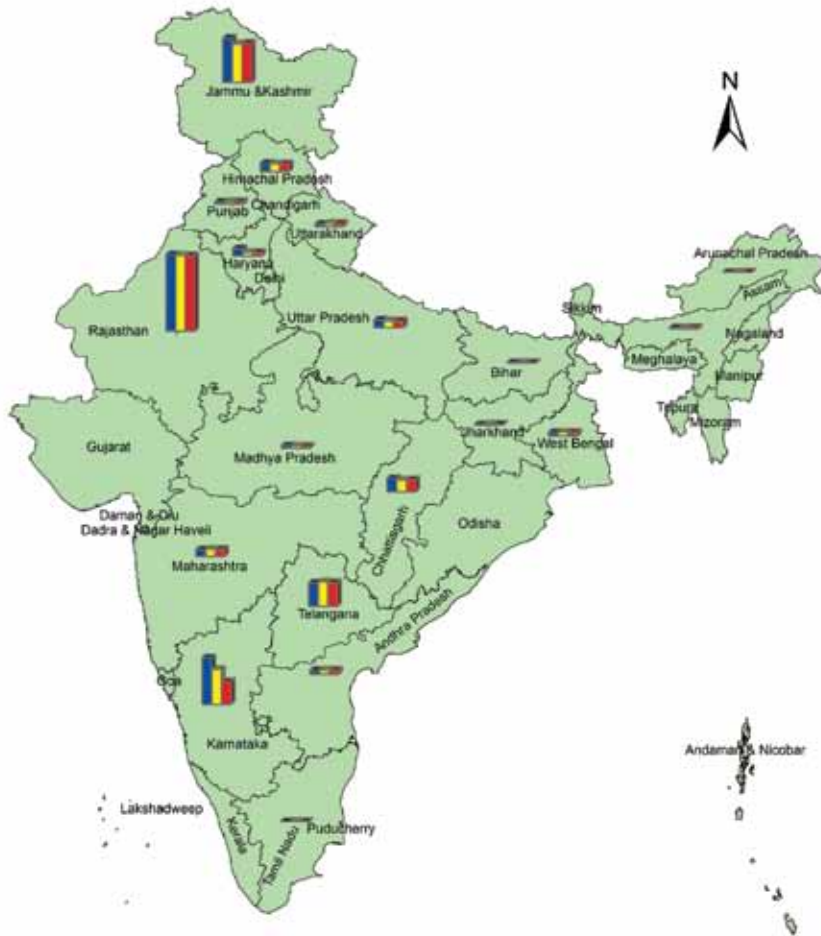 N
Jammu &Kashmir
Himachal Pradesh
Punjab
Chandigarh
Uttarakhand
Haryana
Delhi
Arunachal Pradesh
Assam
Sikkim
Nagaland
Rajasthan
Uttar Pradesh
Bihar
Meghalaya
Manipur
Tripura
Mizoram
Jharkhand
West Bengal
Gujarat
Madhya Pradesh
Chhattisgarh
Odisha
Daman & Diu
Dadra & Nagar Haveli
Maharashtra
Telangana
Andhra Pradesh
Goa
Karnataka
Andaman & Nicobar
Lakshadweep
Kerala
Tamil Nadu
Puducherry